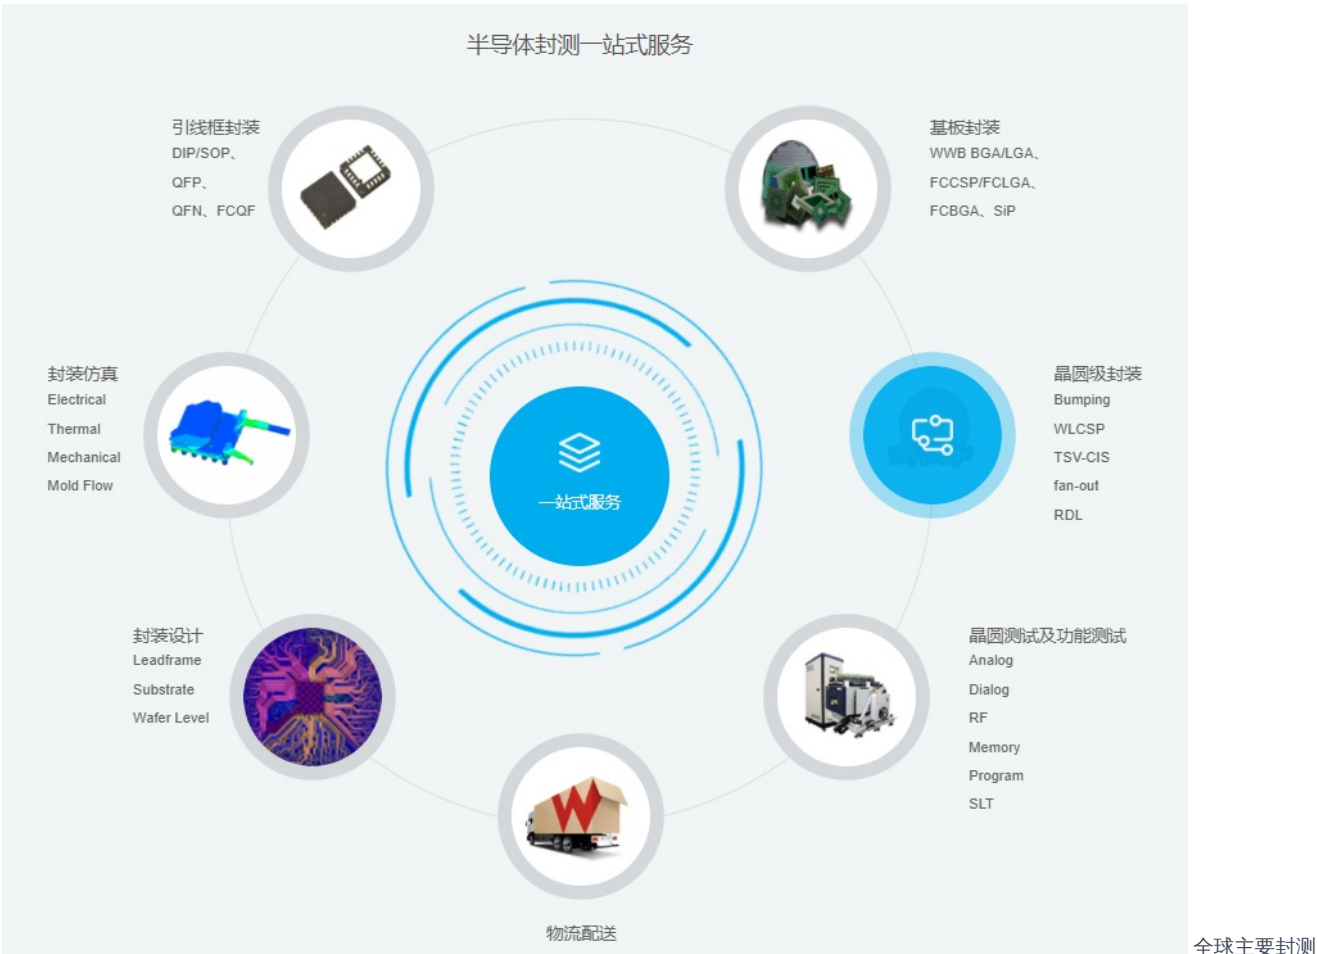 半导体封测一站式服务
引线框封装
DIP/SOP、
QFP、
QFN、FCQF
基板封装
WWB BGA/LGA、
FCCSP/FCLGA、
FCBGA、SiP
封装仿真
Electrical
Thermal
Mechanical
Mold Flow
一站式服务
晶圆级封装
Bumping
WLCSP
TSV-CIS
fan-out
RDL
封装设计
Leadframe
Substrate
Wafer Level
晶圆测试及功能测试
Analog
Dialog
RF
Memory
Program
SLT
物流配送
全球主要封测